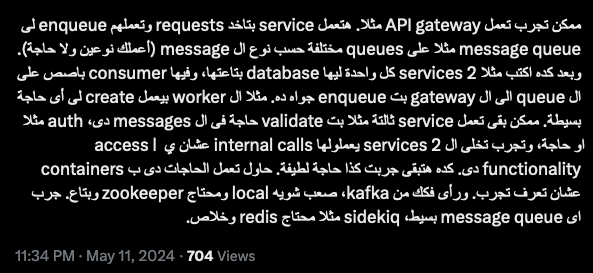 ممكن تجرب تعمل API gateway مثلا. هتعمل service بتاخد requests وتعملهم enqueue لى
message queue مثلا على queues مختلفة حسب نوع ال message (أعملك نوعين ولا حاجة).
وبعد كده اكتب مثلا 2 services كل واحدة ليها database بتاعتها، وفيها consumer باصص على
ال queue الى ال gateway بت enqueue جواه ده. مثلا ال worker بيعمل create لى أى حاجة
بسيطة. ممكن بقى تعمل service ثالتة مثلا بت validate حاجة فى ال messages دى، auth مثلا
او حاجة، وتجرب تخلى ال 2 services يعملولها internal calls عشان ي access ا
functionality دى. كده هتبقى جربت كذا حاجة لطيفة. حاول تعمل الحاجات دى ب containers
عشان تعرف تجرب. ورأى فكك من kafka، صعب شويه local ومحتاج zookeeper وبتاع. جرب
اى message queue بسيط، sidekiq مثلا محتاج redis وخلاص.
11:34 PM · May 11, 2024 · 704 Views